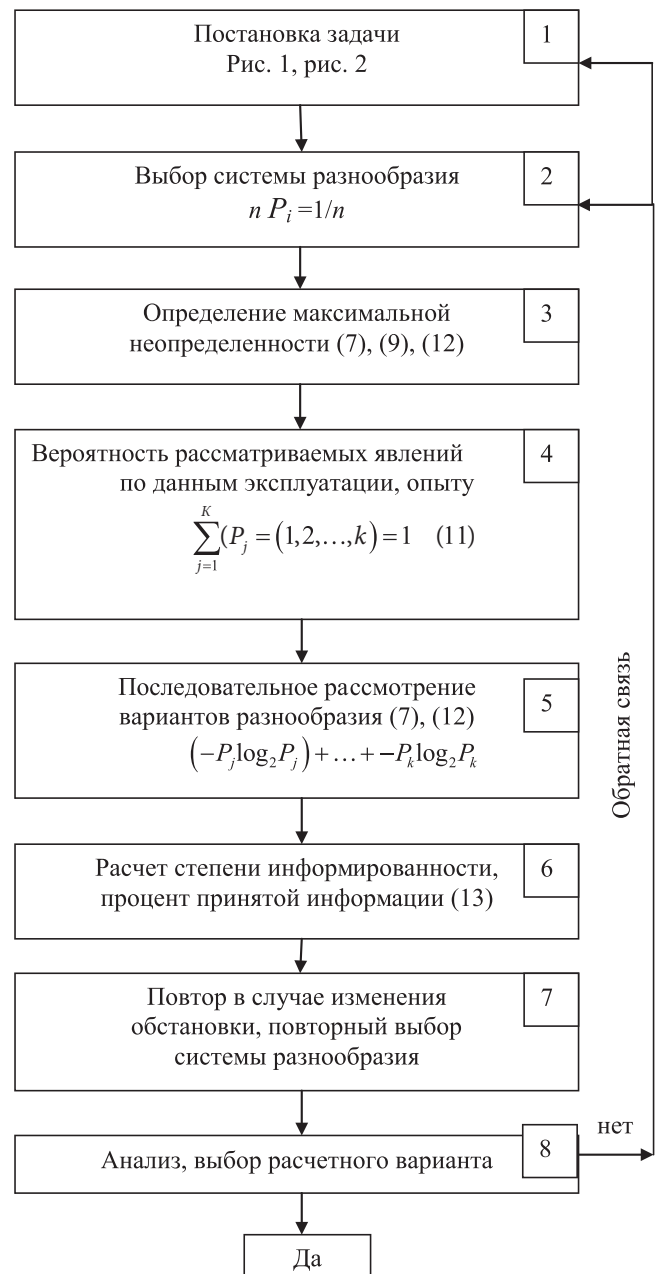 Постановка задачи
1
Рис. 1, рис. 2
Выбор системы разнообразия
2
n P_i =1/n
Определение максимальной
3
неопределенности (7), (9), (12)
Вероятность рассматриваемых явлений
4
по данным эксплуатации, опыту
K
∑(P_j = (1,2,…,k) = 1 (11)
j=1
Последовательное рассмотрение
5
вариантов разнообразия (7), (12)
(−P_j log₂ P_j) + … + −P_k log₂ P_k
Обратная связь
Расчет степени информированности,
6
процент принятой информации (13)
Повтор в случае изменения
7
обстановки, повторный выбор
системы разнообразия
нет
8
Анализ, выбор расчетного варианта
Да